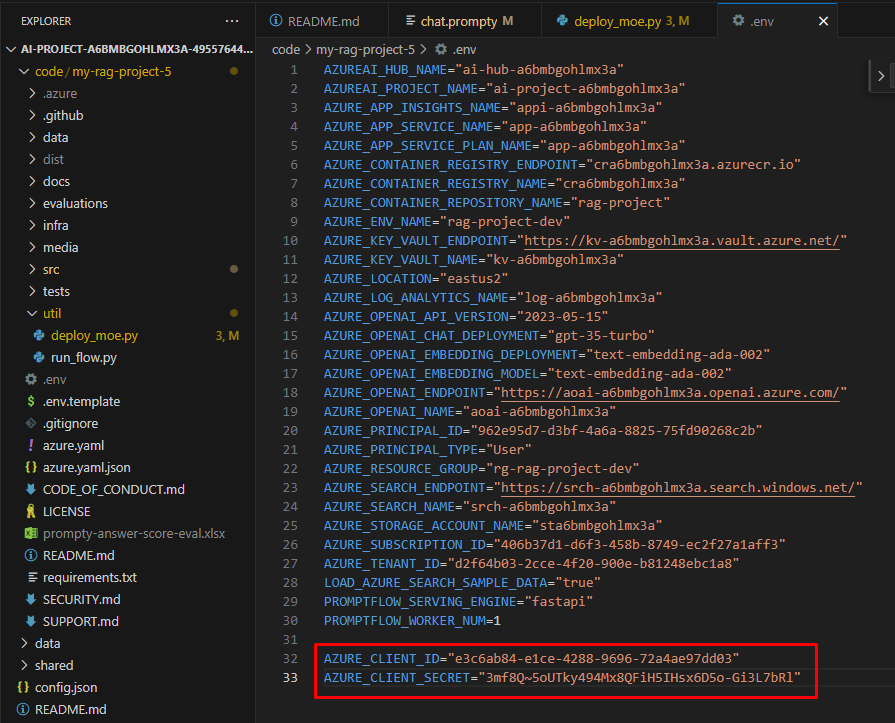 EXPLORER
AI-PROJECT-A6BMBGOHLMX3A-49557644...
code / my-rag-project-5
.azure
.github
data
dist
docs
evaluations
infra
media
src
tests
util
deploy_moe.py 3, M
run_flow.py
.env
.env.template
.gitignore
azure.yaml
azure.yaml.json
CODE_OF_CONDUCT.md
LICENSE
prompty-answer-score-eval.xlsx
README.md
requirements.txt
SECURITY.md
SUPPORT.md
data
shared
config.json
README.md
README.md
chat.prompty M
deploy_moe.py 3, M
.env
code > my-rag-project-5 > .env
1 AZUREAI_HUB_NAME="ai-hub-a6bmbgohlmx3a"
2 AZUREAI_PROJECT_NAME="ai-project-a6bmbgohlmx3a"
3 AZURE_APP_INSIGHTS_NAME="appi-a6bmbgohlmx3a"
4 AZURE_APP_SERVICE_NAME="app-a6bmbgohlmx3a"
5 AZURE_APP_SERVICE_PLAN_NAME="app-a6bmbgohlmx3a"
6 AZURE_CONTAINER_REGISTRY_ENDPOINT="cra6bmbgohlmx3a.azurecr.io"
7 AZURE_CONTAINER_REGISTRY_NAME="cra6bmbgohlmx3a"
8 AZURE_CONTAINER_REPOSITORY_NAME="rag-project"
9 AZURE_ENV_NAME="rag-project-dev"
10 AZURE_KEY_VAULT_ENDPOINT="https://kv-a6bmbgohlmx3a.vault.azure.net/"
11 AZURE_KEY_VAULT_NAME="kv-a6bmbgohlmx3a"
12 AZURE_LOCATION="eastus2"
13 AZURE_LOG_ANALYTICS_NAME="log-a6bmbgohlmx3a"
14 AZURE_OPENAI_API_VERSION="2023-05-15"
15 AZURE_OPENAI_CHAT_DEPLOYMENT="gpt-35-turbo"
16 AZURE_OPENAI_EMBEDDING_DEPLOYMENT="text-embedding-ada-002"
17 AZURE_OPENAI_EMBEDDING_MODEL="text-embedding-ada-002"
18 AZURE_OPENAI_ENDPOINT="https://aoai-a6bmbgohlmx3a.openai.azure.com/"
19 AZURE_OPENAI_NAME="aoai-a6bmbgohlmx3a"
20 AZURE_PRINCIPAL_ID="962e95d7-d3bf-4a6a-8825-75fd90268c2b"
21 AZURE_PRINCIPAL_TYPE="User"
22 AZURE_RESOURCE_GROUP="rg-rag-project-dev"
23 AZURE_SEARCH_ENDPOINT="https://srch-a6bmbgohlmx3a.search.windows.net/"
24 AZURE_SEARCH_NAME="srch-a6bmbgohlmx3a"
25 AZURE_STORAGE_ACCOUNT_NAME="sta6bmbgohlmx3a"
26 AZURE_SUBSCRIPTION_ID="406b37d1-d6f3-458b-8749-ec2f27a1aff3"
27 AZURE_TENANT_ID="d2f64b03-2cce-4f20-900e-b81248ebc1a8"
28 LOAD_AZURE_SEARCH_SAMPLE_DATA="true"
29 PROMPTFLOW_SERVING_ENGINE="fastapi"
30 PROMPTFLOW_WORKER_NUM=1
31
32 AZURE_CLIENT_ID="e3c6ab84-e1ce-4288-9696-72a4ae97dd03"
33 AZURE_CLIENT_SECRET="3mf8Q~5oUTky494Mx8QFiH5IHsx6D5o-Gi3L7bRl"